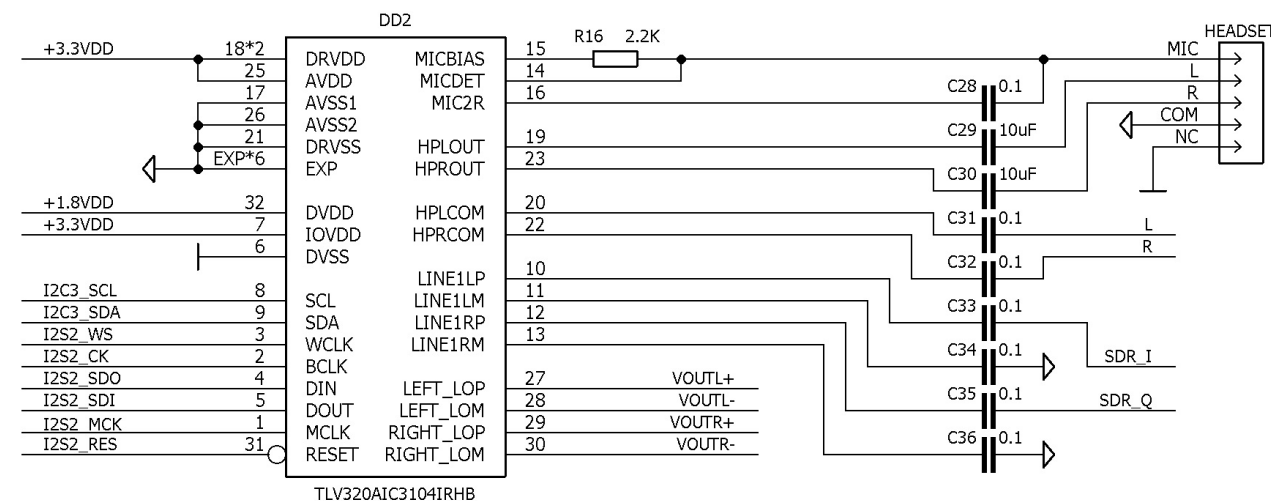 DD2
HEADSET
+3.3VDD 18*2 DRVDD MICBIAS 15 R16 2.2K MIC
25 AVDD MICDET 14 L
17 AVSS1 MIC2R 16 C28 0.1 R
26 AVSS2 COM
21 DRVSS HPLOUT 19 C29 10uF NC
EXP*6 EXP HPROUT 23 C30 10uF
+1.8VDD 32 DVDD HPLCOM 20 C31 0.1 L
+3.3VDD 7 IOVDD HPRCOM 22 R
6 DVSS C32 0.1
LINE1LP 10
I2C3_SCL 8 SCL LINE1LM 11 C33 0.1
I2C3_SDA 9 SDA LINE1RP 12
I2S2_WS 3 WCLK LINE1RM 13 C34 0.1
I2S2_CK 2 BCLK SDR_I
I2S2_SDO 4 DIN LEFT_LOP 27 VOUTL+ C35 0.1
I2S2_SDI 5 DOUT LEFT_LOM 28 VOUTL- SDR_Q
I2S2_MCK 1 MCLK RIGHT_LOP 29 VOUTR+ C36 0.1
I2S2_RES 31 RESET RIGHT_LOM 30 VOUTR-
TLV320AIC3104IRHB